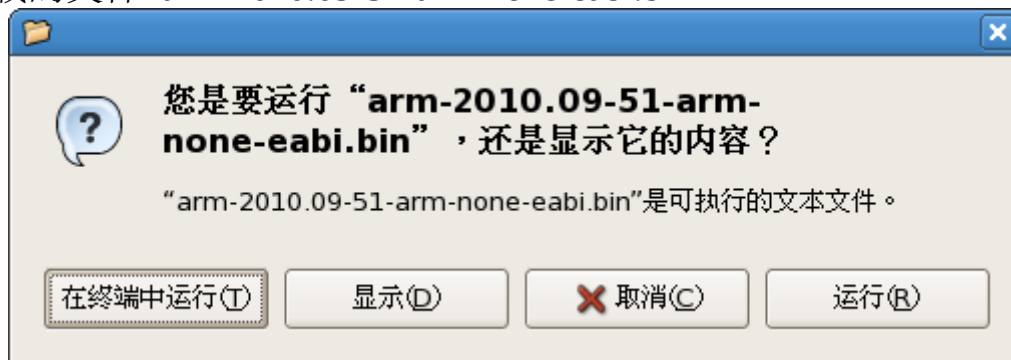 您是要运行“arm-2010.09-51-arm-
none-eabi.bin”，还是显示它的内容？
“arm-2010.09-51-arm-none-eabi.bin”是可执行的文本文件。
在终端中运行(T) 显示(D) 取消(C) 运行(R)